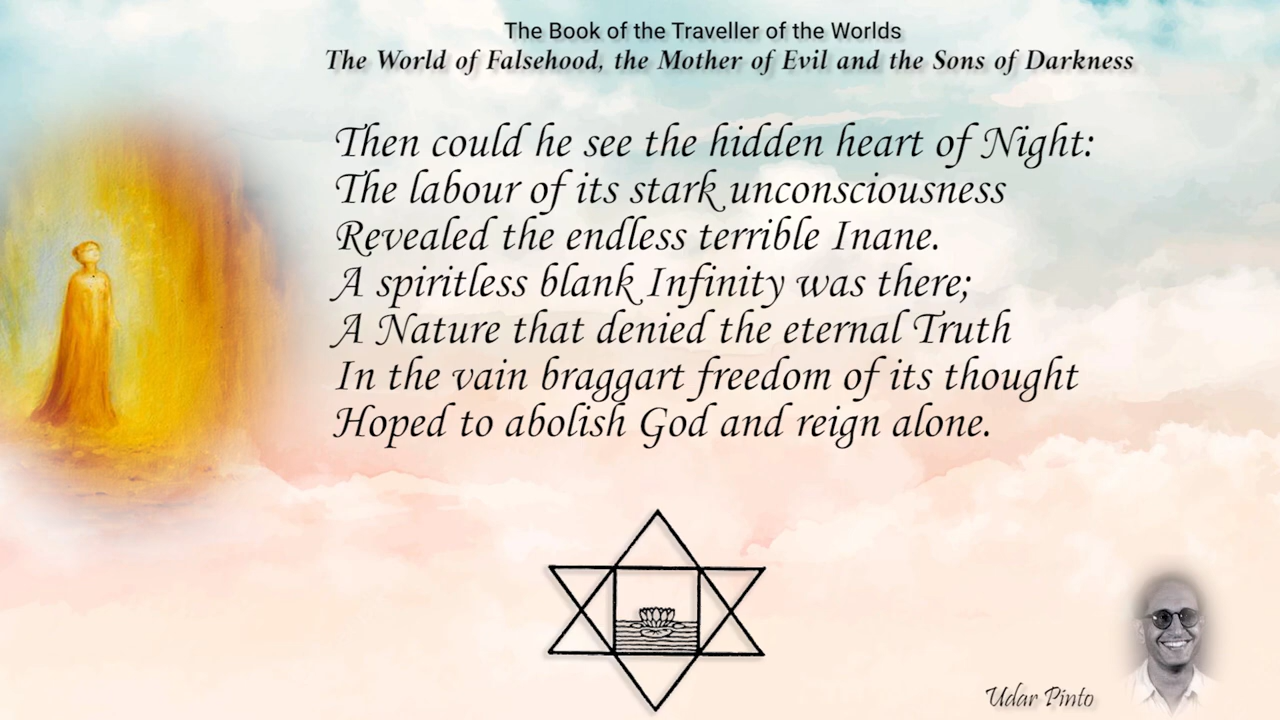 The Book of the Traveller of the Worlds
The World of Falsehood, the Mother of Evil and the Sons of Darkness
Then could he see the hidden heart of Night:
The labour of its stark unconsciousness
Revealed the endless terrible Inane.
A spiritless blank Infinity was there;
A Nature that denied the eternal Truth
In the vain braggart freedom of its thought
Hoped to abolish God and reign alone.
Udar Pinto